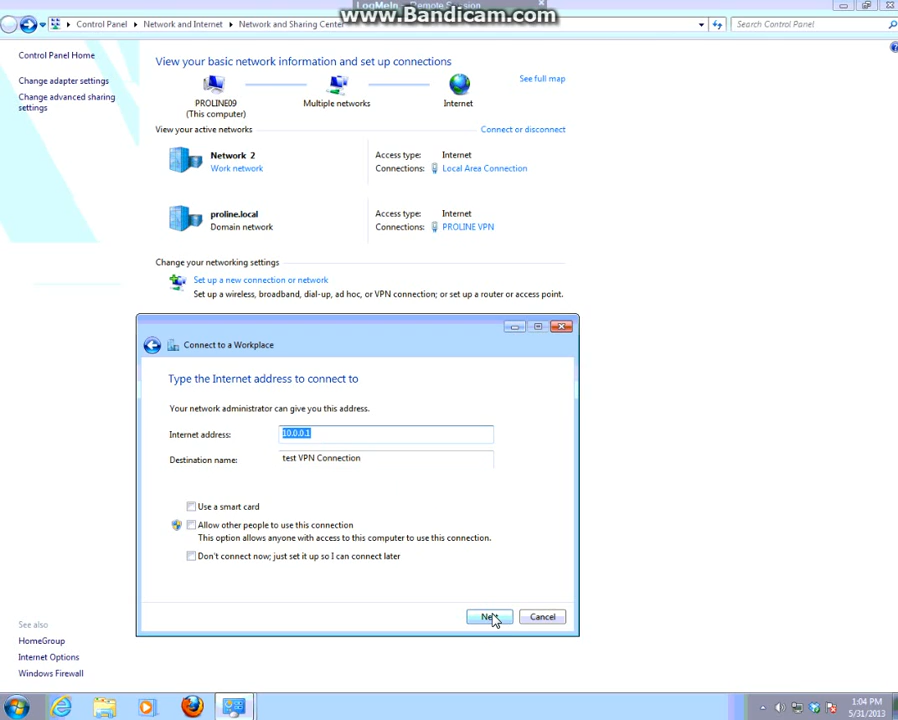 LogMeIn - Remote Session
www.Bandicam.com
Control Panel ▸ Network and Internet ▸ Network and Sharing Center
Search Control Panel
Control Panel Home
Change adapter settings
Change advanced sharing
settings
View your basic network information and set up connections
See full map
PROLINE09
(This computer)
Multiple networks
Internet
View your active networks
Connect or disconnect
Network 2
Work network
Access type: Internet
Connections: Local Area Connection
proline.local
Domain network
Access type: Internet
Connections: PROLINE VPN
Change your networking settings
Set up a new connection or network
Set up a wireless, broadband, dial-up, ad hoc, or VPN connection; or set up a router or access point.
Connect to a Workplace
Type the Internet address to connect to
Your network administrator can give you this address.
Internet address: 10.0.0.1
Destination name: test VPN Connection
Use a smart card
Allow other people to use this connection
This option allows anyone with access to this computer to use this connection.
Don't connect now; just set it up so I can connect later
Next
Cancel
See also
HomeGroup
Internet Options
Windows Firewall
1:04 PM
5/31/2013